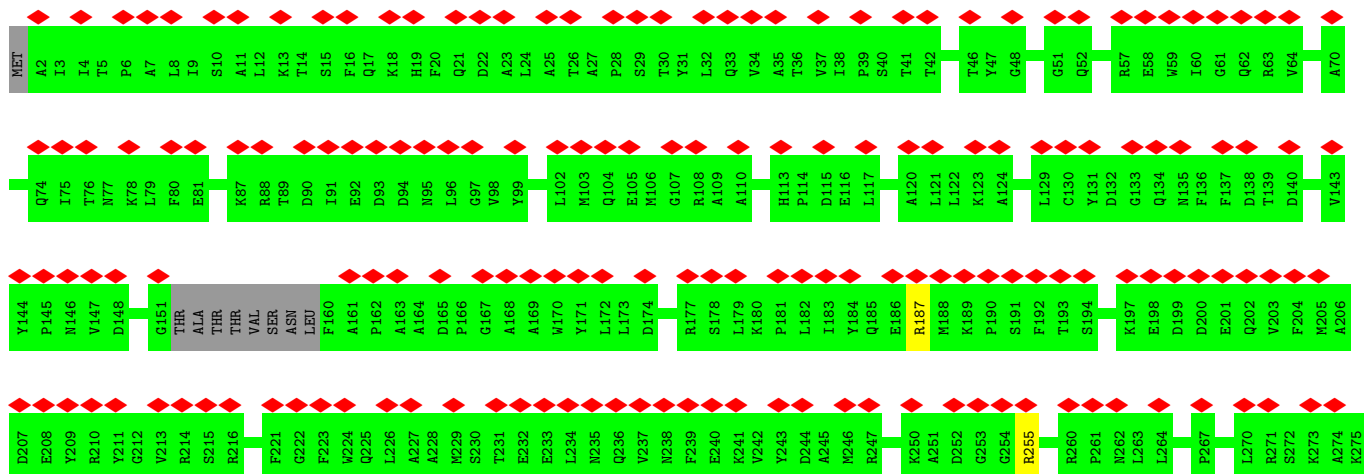 MET A2 I3 I4 T5 P6 A7 L8 I9 S10 A11 L12 K13 T14 S15 F16 Q17 K18 H19 F20 Q21 D22 A23 L24 A25 T26 A27 P28 S29 T30 Y31 L32 Q33 V34 A35 T36 V37 I38 P39 S40 T41 T42 T46 Y47 G48 G51 Q52 R57 E58 W59 I60 G61 Q62 R63 V64 A70
Q74 I75 T76 N77 K78 L79 F80 E81 K87 R88 T89 D90 I91 E92 D93 D94 N95 L96 G97 V98 Y99 L102 M103 Q104 E105 M106 G107 R108 A109 A110 H113 P114 D115 E116 L117 A120 L121 L122 K123 A124 L129 C130 Y131 D132 G133 Q134 N135 F136 F137 D138 T139 D140 V143
Y144 P145 N146 V147 D148 G151 THR ALA THR THR VAL SER ASN LEU F160 A161 P162 A163 A164 D165 P166 G167 A168 A169 W170 Y171 L172 L173 D174 R177 S178 L179 K180 P181 L182 I183 Y184 Q185 E186 R187 M188 K189 P190 S191 F192 T193 S194 K197 E198 D199 D200 E201 Q202 V203 F204 M205 A206
D207 E208 Y209 R210 Y211 G212 V213 R214 S215 R216 F221 G222 F223 W224 Q225 L226 A227 A228 M229 S230 T231 E232 E233 L234 N235 Q236 V237 N238 F239 E240 K241 V242 Y243 D244 A245 M246 R247 K250 A251 D252 G253 G254 R255 R260 P261 N262 L263 L264 P267 L270 R271 S272 K273 A274 K275